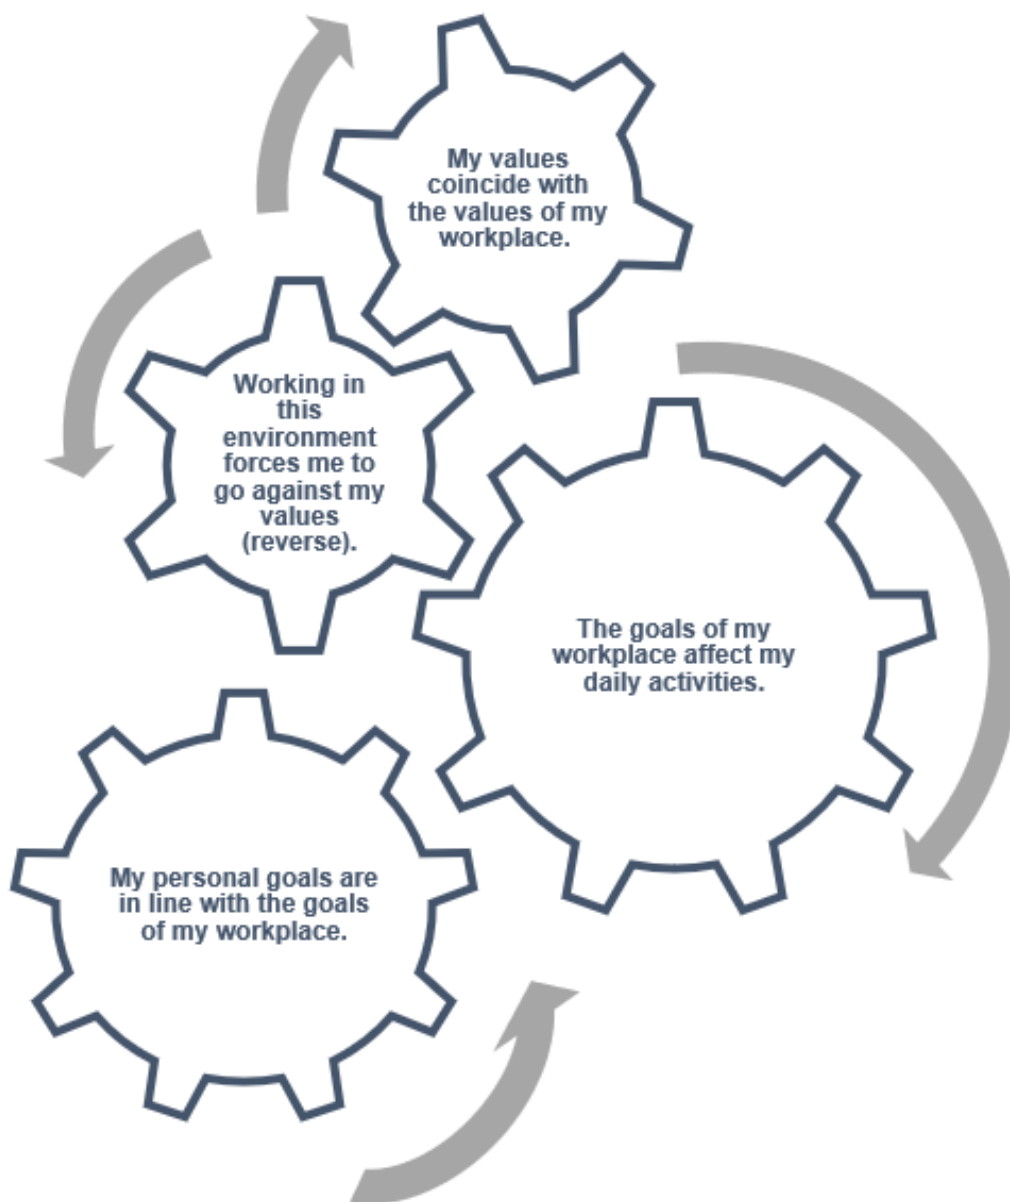 My values
coincide with
the values of my
workplace.
Working in
this
environment
forces me to
go against my
values
(reverse).
The goals of my
workplace affect my
daily activities.
My personal goals are
in line with the goals
of my workplace.